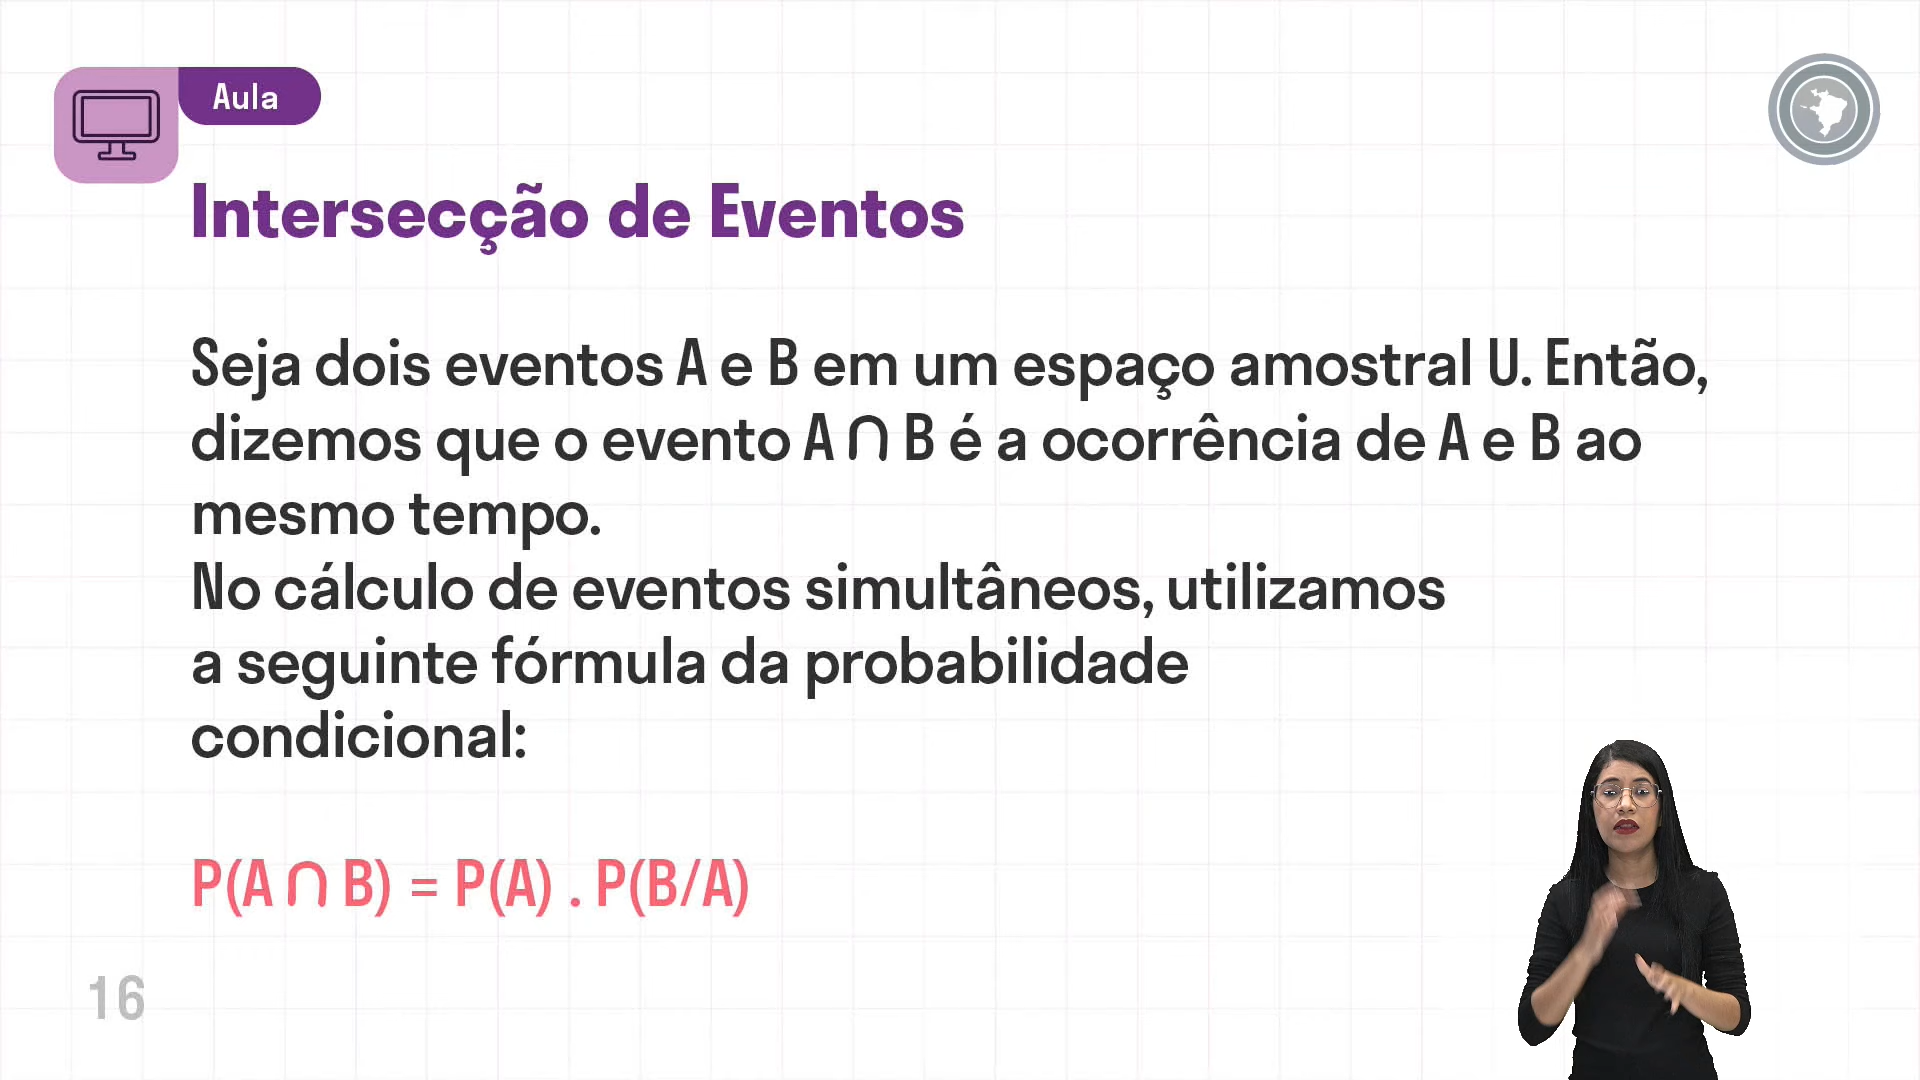 Aula
Intersecção de Eventos
Seja dois eventos A e B em um espaço amostral U. Então,
dizemos que o evento A ∩ B é a ocorrência de A e B ao
mesmo tempo.
No cálculo de eventos simultâneos, utilizamos
a seguinte fórmula da probabilidade
condicional:
P(A ∩ B) = P(A) . P(B/A)
16